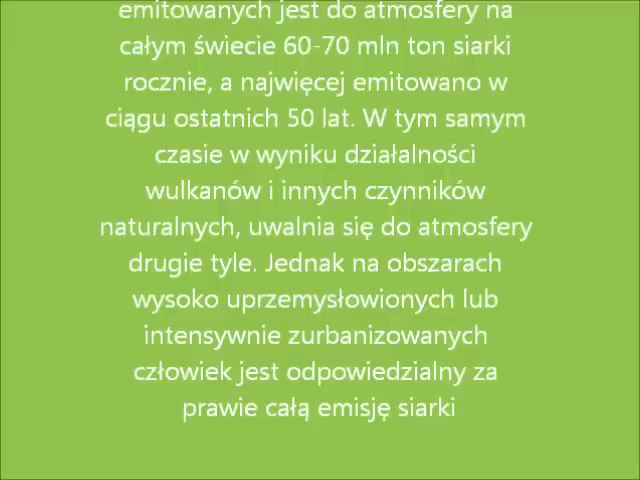 emitowanych jest do atmosfery na
całym świecie 60-70 mln ton siarki
rocznie, a najwięcej emitowano w
ciągu ostatnich 50 lat. W tym samym
czasie w wyniku działalności
wulkanów i innych czynników
naturalnych, uwalnia się do atmosfery
drugie tyle. Jednak na obszarach
wysoko uprzemysłowionych lub
intensywnie zurbanizowanych
człowiek jest odpowiedzialny za
prawie całą emisję siarki